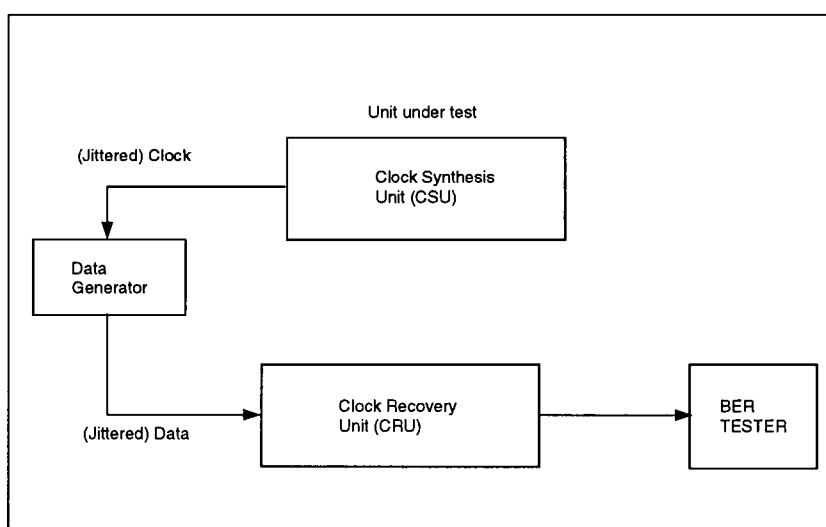 Unit under test
(Jittered) Clock
Clock Synthesis
Unit (CSU)
Data
Generator
Clock Recovery
Unit (CRU)
BER
TESTER
(Jittered) Data